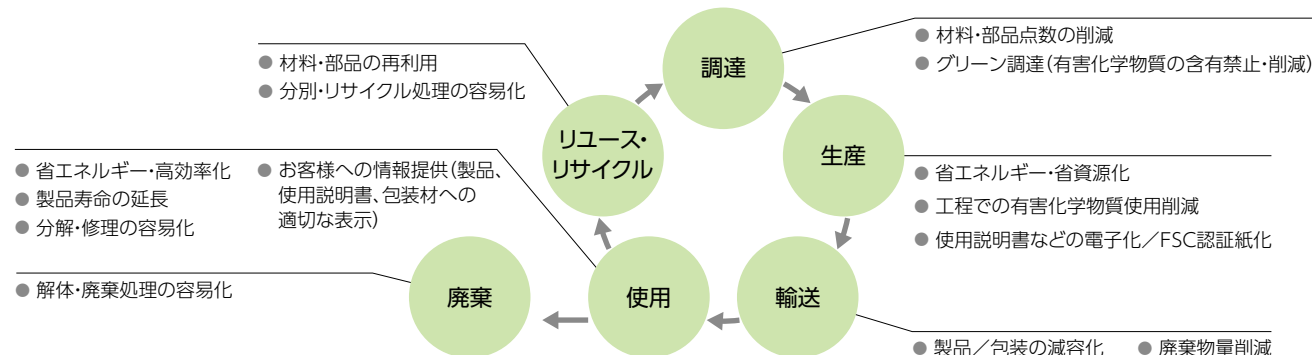 調達
● 材料・部品点数の削減
● グリーン調達（有害化学物質の含有禁止・削減）
生産
● 省エネルギー・省資源化
● 工程での有害化学物質使用削減
● 使用説明書などの電子化／FSC認証紙化
輸送
● 製品／包装の減容化 ● 廃棄物量削減
使用
● 省エネルギー・高効率化
● 製品寿命の延長
● 分解・修理の容易化
● お客様への情報提供（製品、
使用説明書、包装材への
適切な表示）
廃棄
● 解体・廃棄処理の容易化
リユース・
リサイクル
● 材料・部品の再利用
● 分別・リサイクル処理の容易化